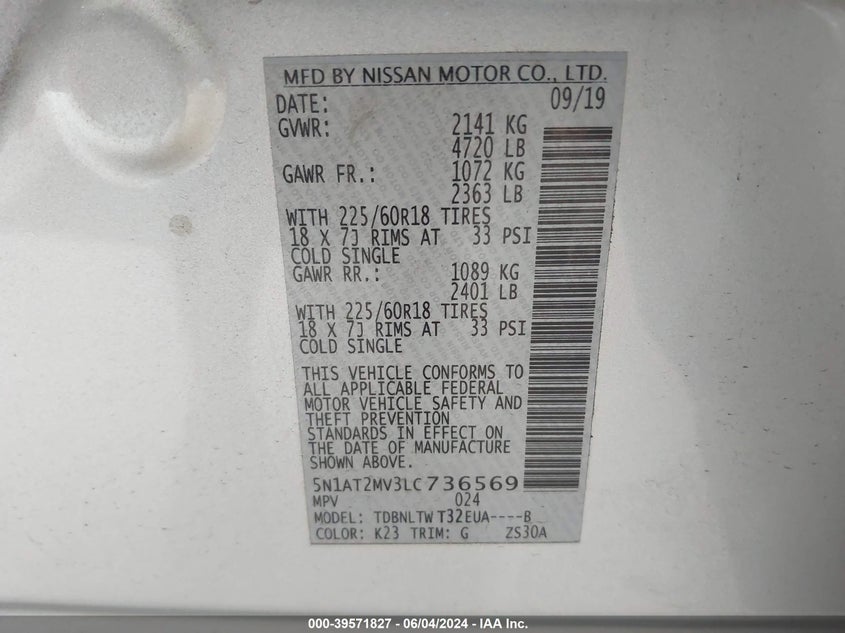 MFD BY NISSAN MOTOR CO., LTD.
DATE: 09/19
GVWR: 2141 KG
4720 LB
GAWR FR.: 1072 KG
2363 LB
WITH 225/60R18 TIRES
18 X 7J RIMS AT 33 PSI
COLD SINGLE
GAWR RR.: 1089 KG
2401 LB
WITH 225/60R18 TIRES
18 X 7J RIMS AT 33 PSI
COLD SINGLE
THIS VEHICLE CONFORMS TO
ALL APPLICABLE FEDERAL
MOTOR VEHICLE SAFETY AND
THEFT PREVENTION
STANDARDS IN EFFECT ON
THE DATE OF MANUFACTURE
SHOWN ABOVE.
5N1AT2MV3LC736569
MPV 024
MODEL: TDBNLTW T32EUA----B
COLOR: K23 TRIM: G ZS30A
000-39571827 - 06/04/2024 - IAA Inc.